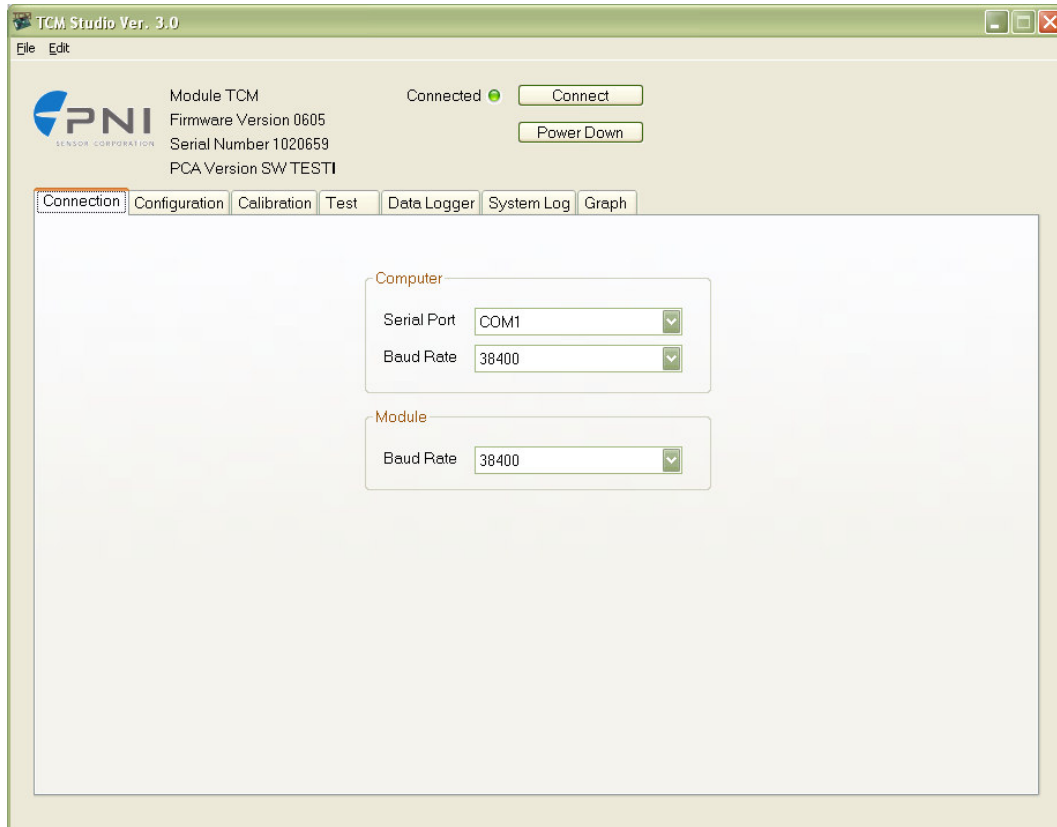 TCM Studio Ver. 3.0
File Edit
PNI
SENSOR CORPORATION
Module TCM
Firmware Version 0605
Serial Number 1020659
PCA Version SW TESTI
Connected
Connect
Power Down
Connection Configuration Calibration Test Data Logger System Log Graph
Computer
Serial Port COM1
Baud Rate 38400
Module
Baud Rate 38400